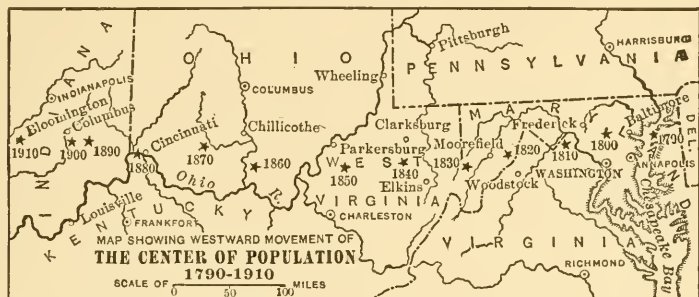 OHIO
PENNSYLVANIA
INDIANA
MARYLAND
DEL.
WEST VIRGINIA
VIRGINIA
KENTUCKY
Pittsburgh
HARRISBURG
INDIANAPOLIS
Bloomington
Columbus
COLUMBUS
Wheeling
Cincinnati
Chillicothe
Clarksburg
Parkersburg
Moorefield
Frederick
Baltimore
1910
1900
1890
1880
1870
1860
1850
1840
1830
1820
1810
1800
1790
Elkins
Woodstock
WASHINGTON
ANNAPOLIS
Ohio R.
Louisville
FRANKFORT
CHARLESTON
RICHMOND
Chesapeake Bay
MAP SHOWING WESTWARD MOVEMENT OF
THE CENTER OF POPULATION
1790-1910
SCALE OF 0 50 100 MILES